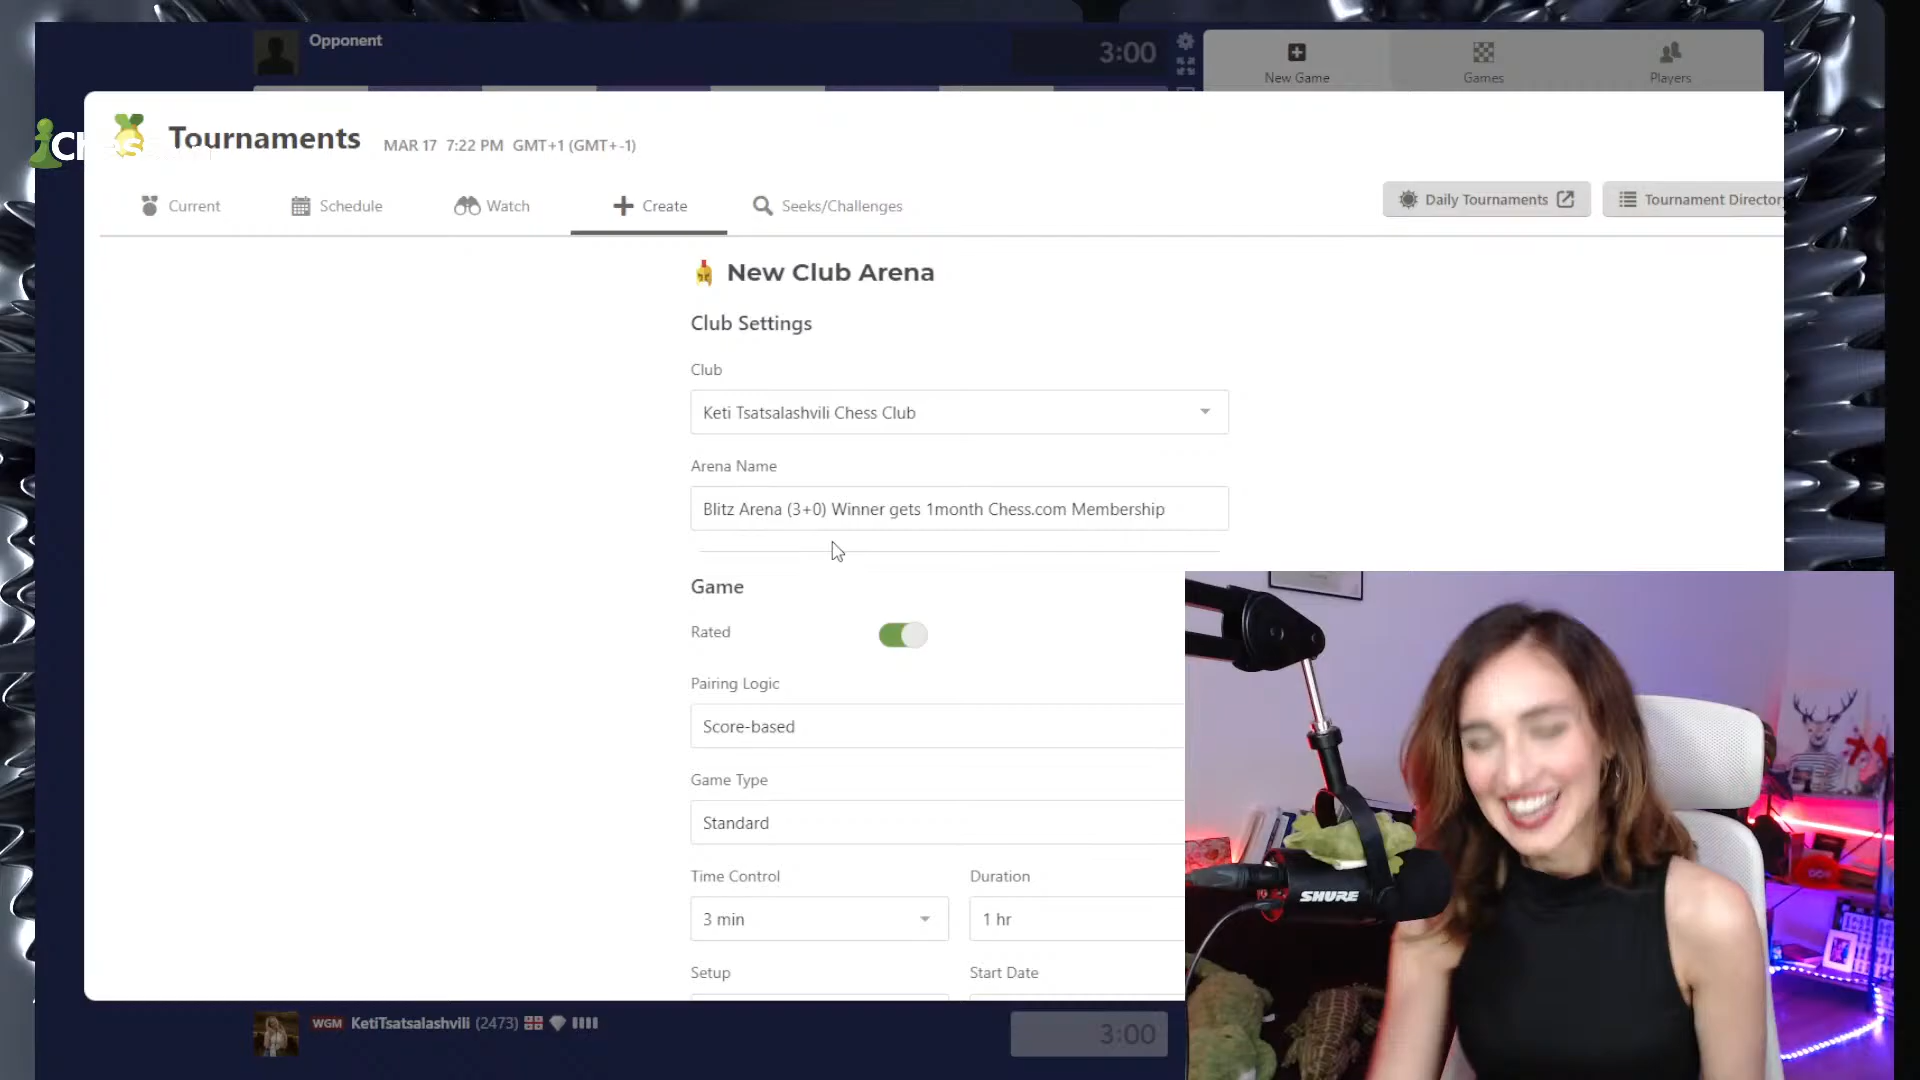 Opponent
3:00
New Game
Games
Players
Tournaments
MAR 17 7:22 PM GMT+1 (GMT+-1)
Current
Schedule
Watch
Create
Seeks/Challenges
Daily Tournaments
Tournament Directory
New Club Arena
Club Settings
Club
Keti Tsatsalashvili Chess Club
Arena Name
Blitz Arena (3+0) Winner gets 1month Chess.com Membership
Game
Rated
Pairing Logic
Score-based
Game Type
Standard
Time Control
Duration
3 min
1 hr
Setup
Start Date
SHURE
WGM KetiTsatsalashvili (2473)
3:00